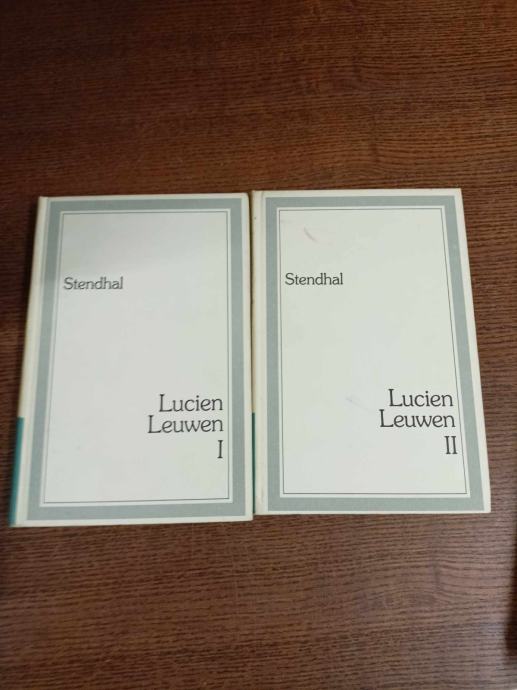 Stendhal
Lucien
Leuwen
I
Stendhal
Lucien
Leuwen
II